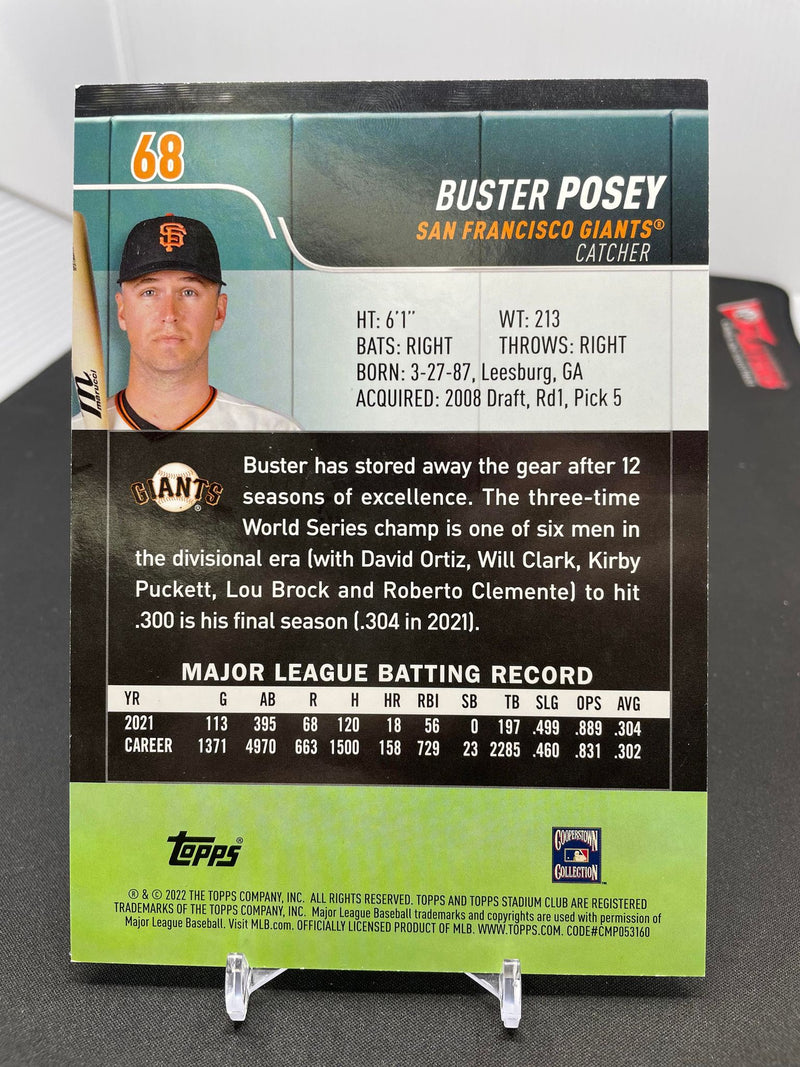 68
BUSTER POSEY
SAN FRANCISCO GIANTS®
CATCHER
HT: 6'1" WT: 213
BATS: RIGHT THROWS: RIGHT
BORN: 3-27-87, Leesburg, GA
ACQUIRED: 2008 Draft, Rd1, Pick 5
SF
M
marucci
GIANTS®
Buster has stored away the gear after 12
seasons of excellence. The three-time
World Series champ is one of six men in
the divisional era (with David Ortiz, Will Clark, Kirby
Puckett, Lou Brock and Roberto Clemente) to hit
.300 is his final season (.304 in 2021).
MAJOR LEAGUE BATTING RECORD
YR G AB R H HR RBI SB TB SLG OPS AVG
2021 113 395 68 120 18 56 0 197 .499 .889 .304
CAREER 1371 4970 663 1500 158 729 23 2285 .460 .831 .302
Topps®
COOPERSTOWN
COLLECTION
® & © 2022 THE TOPPS COMPANY, INC. ALL RIGHTS RESERVED. TOPPS AND TOPPS STADIUM CLUB ARE REGISTERED
TRADEMARKS OF THE TOPPS COMPANY, INC. Major League Baseball trademarks and copyrights are used with permission of
Major League Baseball. Visit MLB.com. OFFICIALLY LICENSED PRODUCT OF MLB. WWW.TOPPS.COM. CODE#CMP053160